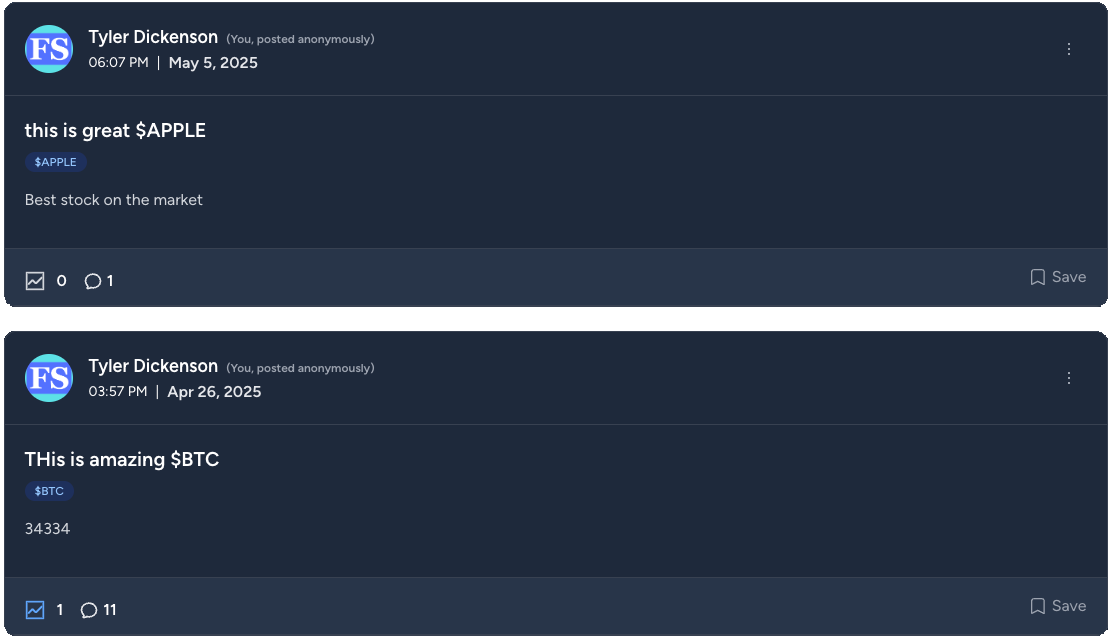 FS
Tyler Dickenson (You, posted anonymously)
06:07 PM | May 5, 2025
this is great $APPLE
$APPLE
Best stock on the market
0 1 Save
FS
Tyler Dickenson (You, posted anonymously)
03:57 PM | Apr 26, 2025
THis is amazing $BTC
$BTC
34334
1 11 Save